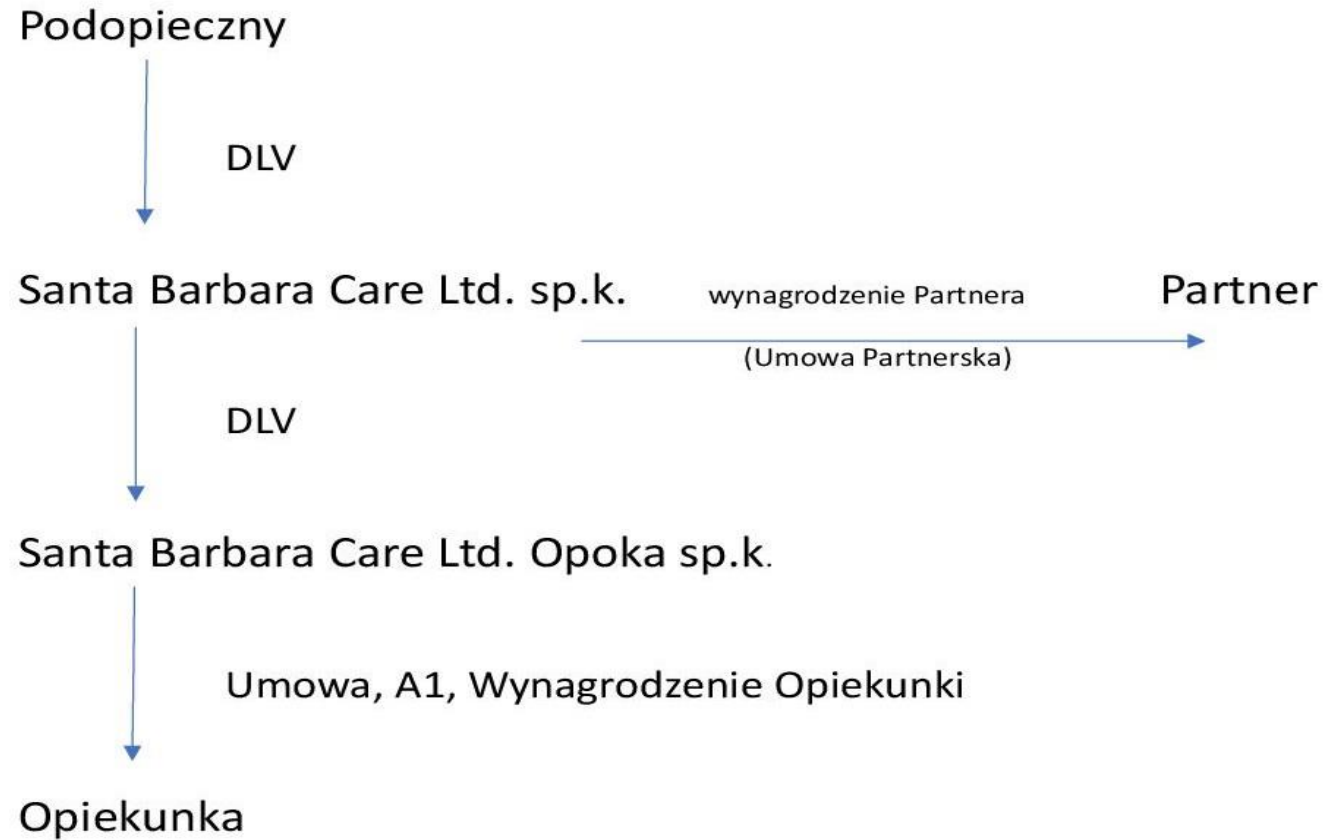 Podopieczny
DLV
Santa Barbara Care Ltd. sp.k.
wynagrodzenie Partnera
Partner
(Umowa Partnerska)
DLV
Santa Barbara Care Ltd. Opoka sp.k.
Umowa, A1, Wynagrodzenie Opiekunki
Opiekunka